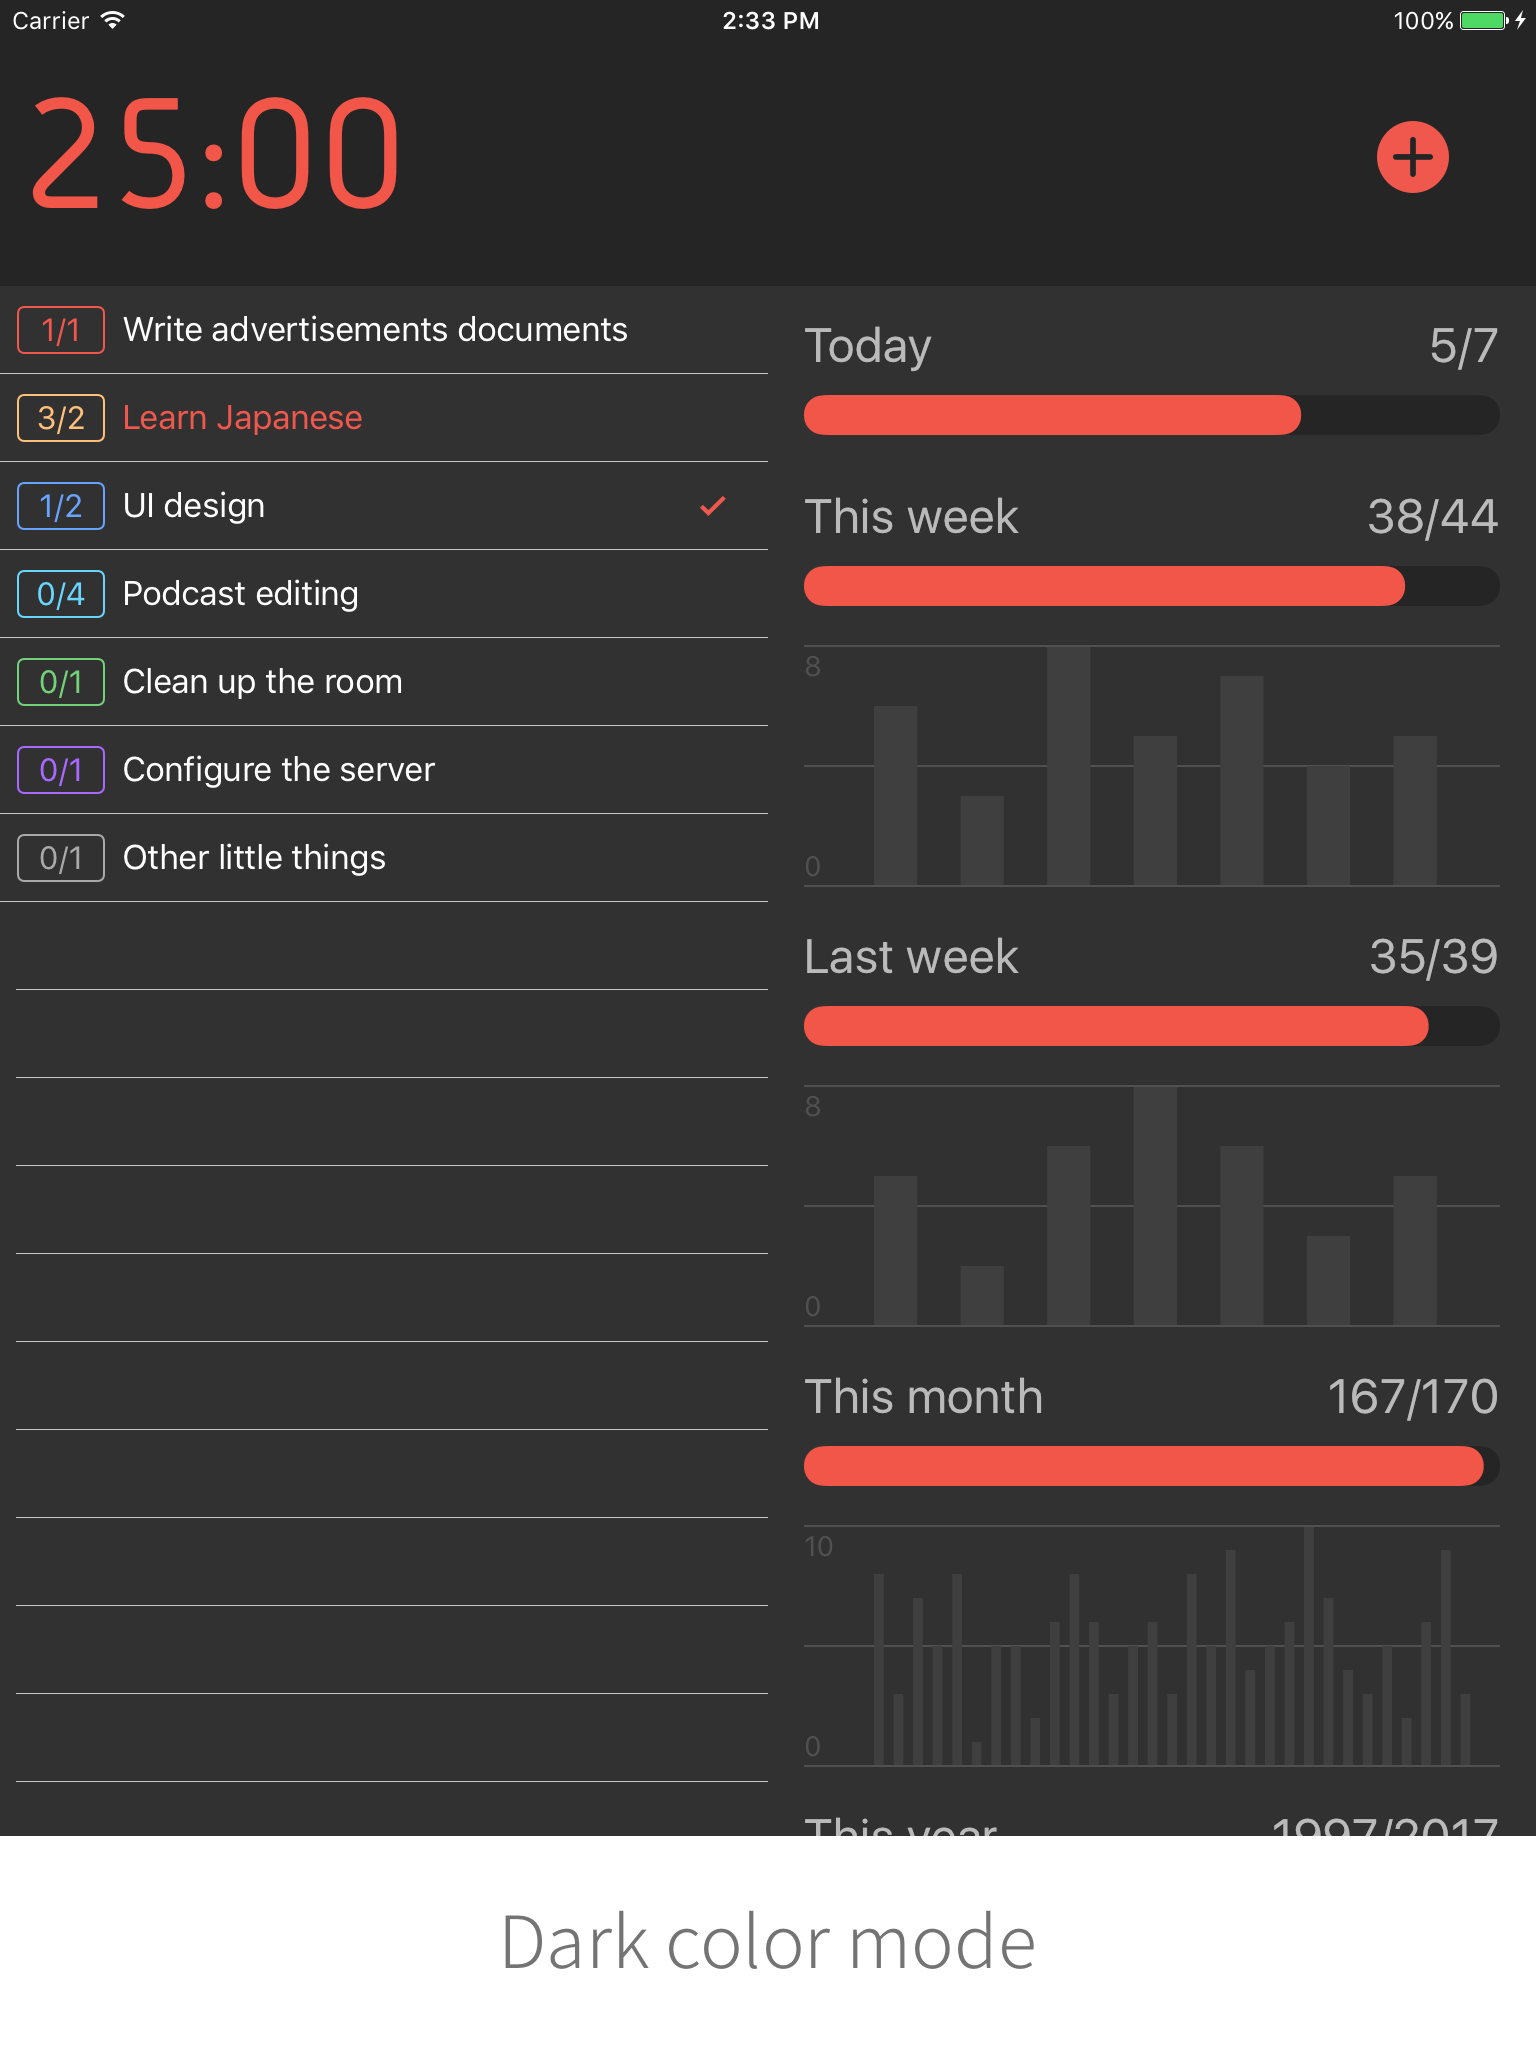 Carrier 2:33 PM 100%
25:00
1/1 Write advertisements documents
3/2 Learn Japanese
1/2 UI design
0/4 Podcast editing
0/1 Clean up the room
0/1 Configure the server
0/1 Other little things
Today 5/7
This week 38/44
8
0
Last week 35/39
8
0
This month 167/170
10
0
This year 1997/2017
Dark color mode